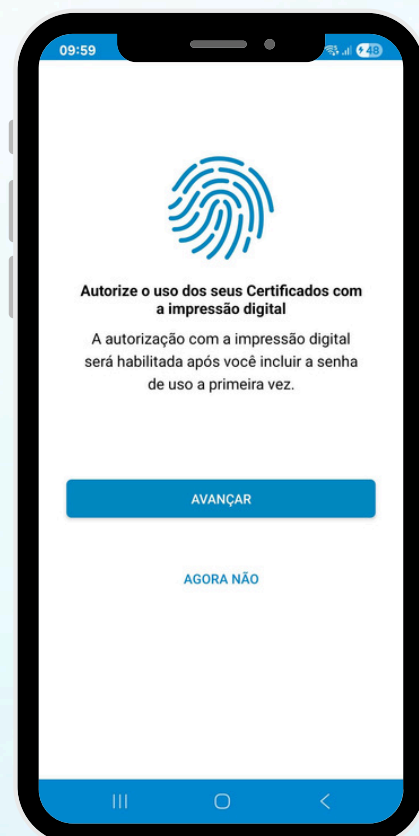 09:59
48
Autorize o uso dos seus Certificados com
a impressão digital
A autorização com a impressão digital
será habilitada após você incluir a senha
de uso a primeira vez.
AVANÇAR
AGORA NÃO